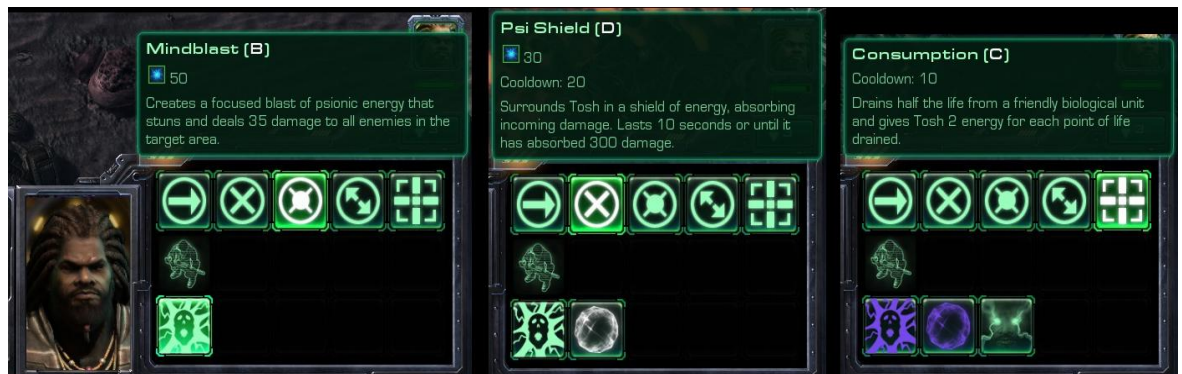 Mindblast (B)
50
Creates a focused blast of psionic energy that
stuns and deals 35 damage to all enemies in the
target area.
Psi Shield (D)
30
Cooldown: 20
Surrounds Tosh in a shield of energy, absorbing
incoming damage. Lasts 10 seconds or until it
has absorbed 300 damage.
Consumption (C)
Cooldown: 10
Drains half the life from a friendly biological unit
and gives Tosh 2 energy for each point of life
drained.